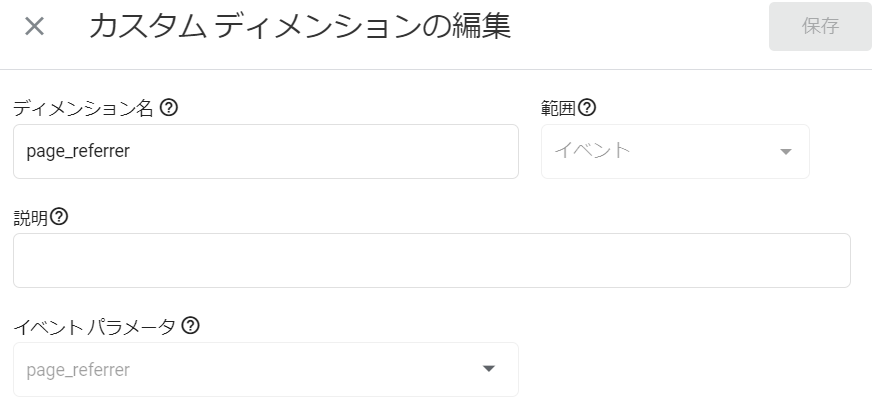 カスタム ディメンションの編集
保存
ディメンション名
範囲
page_referrer
イベント
説明
イベント パラメータ
page_referrer